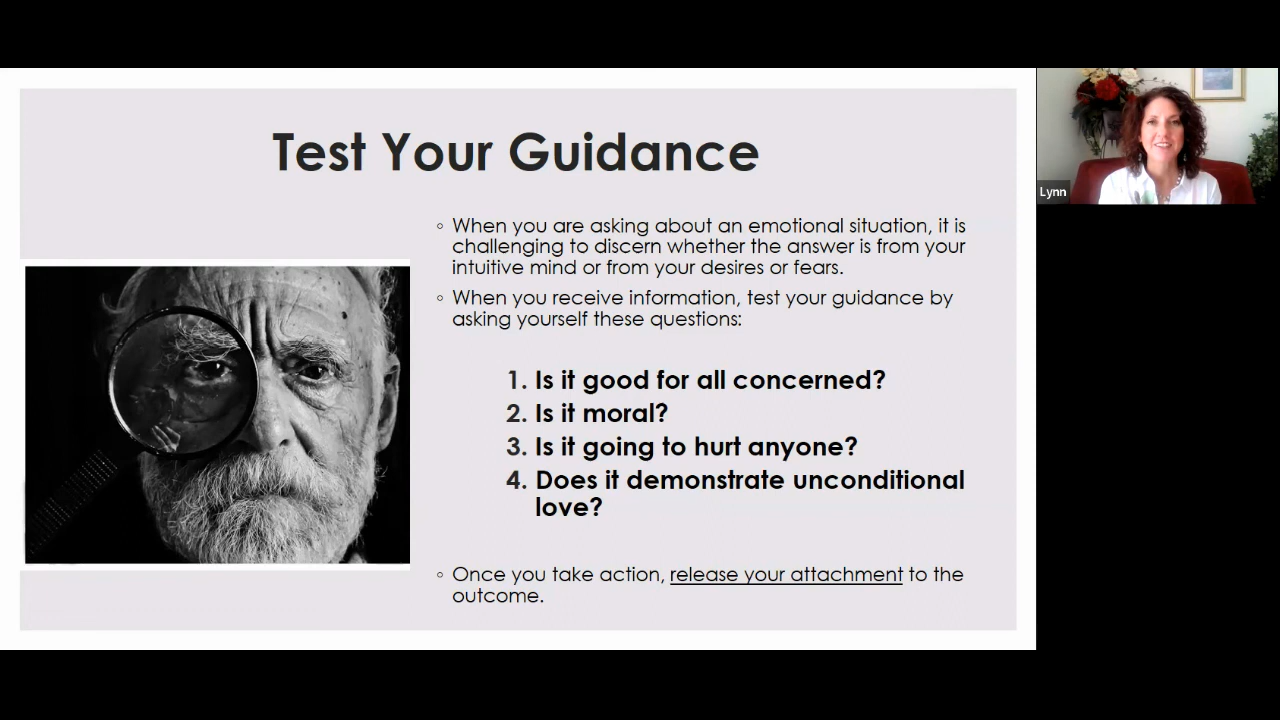 Test Your Guidance
◦ When you are asking about an emotional situation, it is
challenging to discern whether the answer is from your
intuitive mind or from your desires or fears.
◦ When you receive information, test your guidance by
asking yourself these questions:
1. Is it good for all concerned?
2. Is it moral?
3. Is it going to hurt anyone?
4. Does it demonstrate unconditional
love?
◦ Once you take action, release your attachment to the
outcome.
Lynn